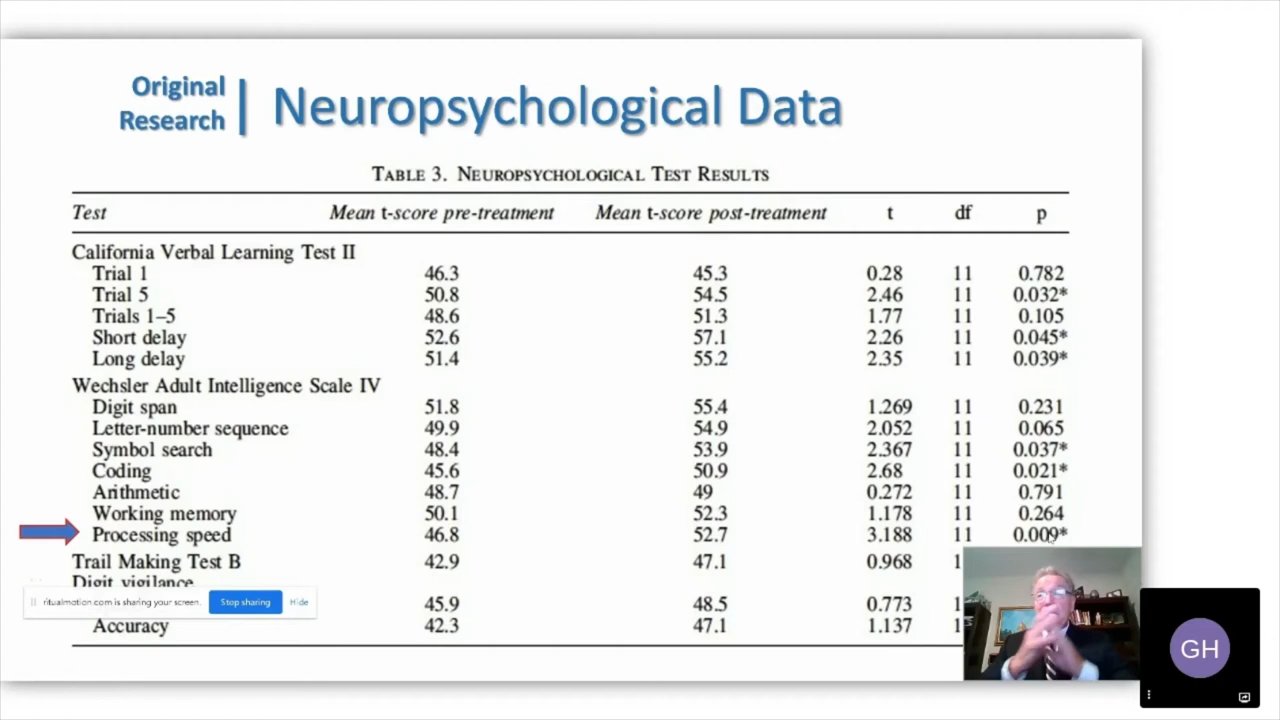 Original
Research
Neuropsychological Data
TABLE 3. NEUROPSYCHOLOGICAL TEST RESULTS
Test Mean t-score pre-treatment Mean t-score post-treatment t df p
California Verbal Learning Test II
Trial 1 46.3 45.3 0.28 11 0.782
Trial 5 50.8 54.5 2.46 11 0.032*
Trials 1–5 48.6 51.3 1.77 11 0.105
Short delay 52.6 57.1 2.26 11 0.045*
Long delay 51.4 55.2 2.35 11 0.039*
Wechsler Adult Intelligence Scale IV
Digit span 51.8 55.4 1.269 11 0.231
Letter-number sequence 49.9 54.9 2.052 11 0.065
Symbol search 48.4 53.9 2.367 11 0.037*
Coding 45.6 50.9 2.68 11 0.021*
Arithmetic 48.7 49 0.272 11 0.791
Working memory 50.1 52.3 1.178 11 0.264
Processing speed 46.8 52.7 3.188 11 0.009*
Trail Making Test B 42.9 47.1 0.968 1
Digit vigilance
ritualmotion.com is sharing your screen. Stop sharing Hide
45.9 48.5 0.773 1
Accuracy 42.3 47.1 1.137 1
GH